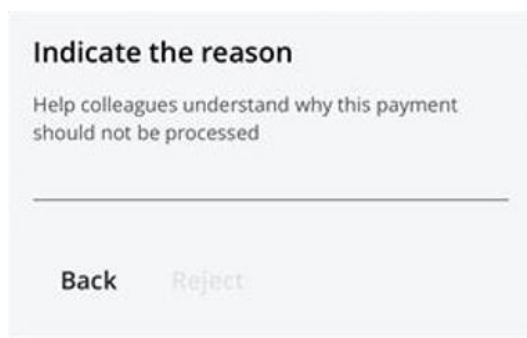 Indicate the reason
Help colleagues understand why this payment
should not be processed
Back Reject